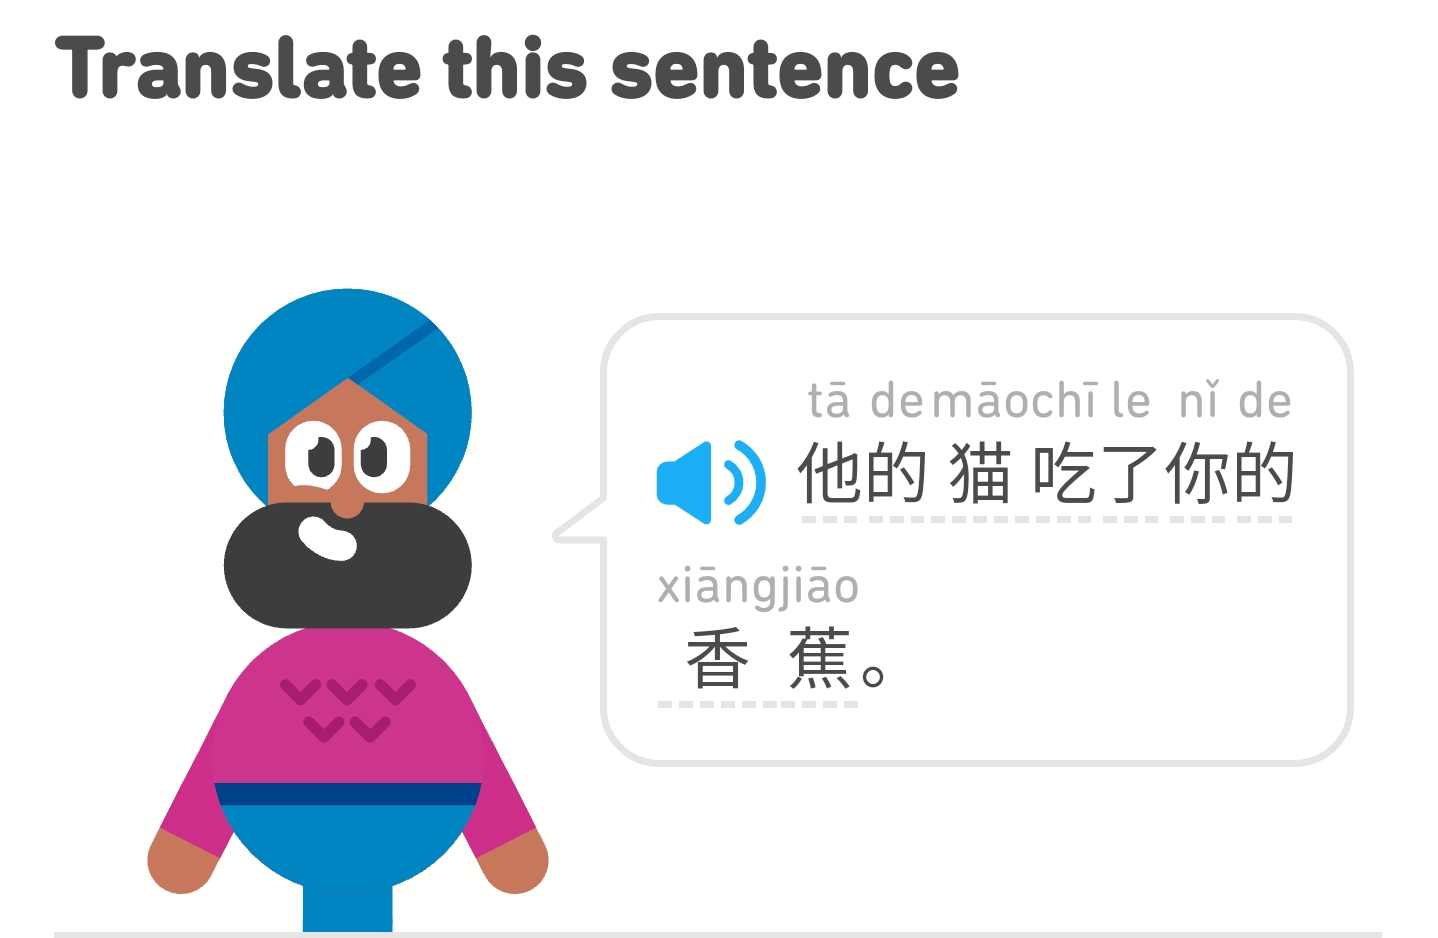 Translate this sentence
tā de māo chī le nǐ de
他的 猫 吃了你的
xiāngjiāo
香 蕉。